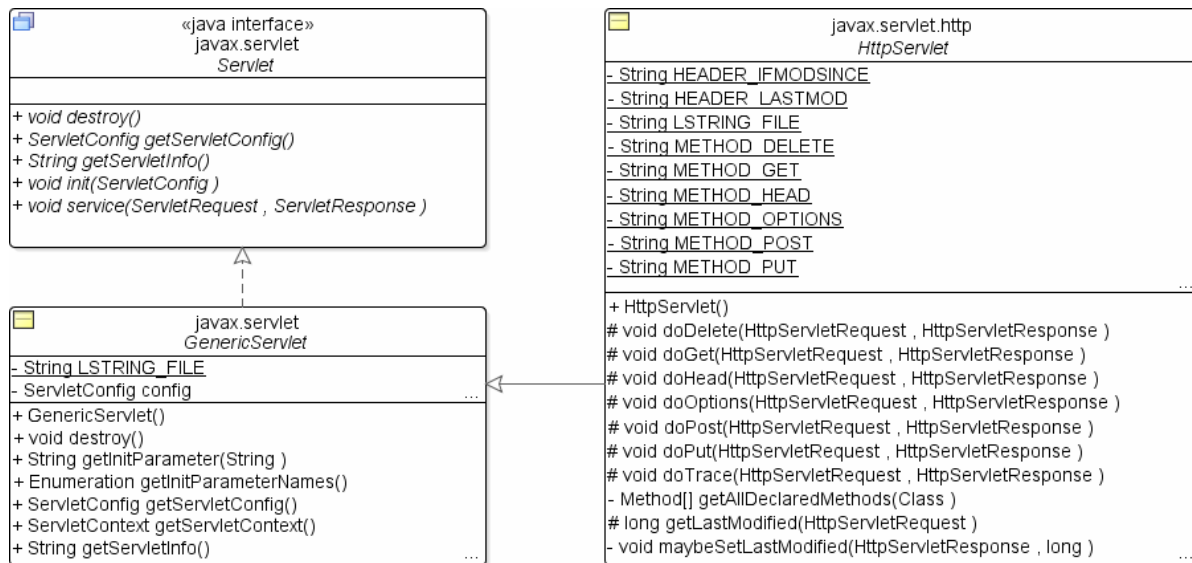 «java interface»
javax.servlet
Servlet
+ void destroy()
+ ServletConfig getServletConfig()
+ String getServletInfo()
+ void init(ServletConfig )
+ void service(ServletRequest , ServletResponse )
javax.servlet
GenericServlet
- String LSTRING_FILE
- ServletConfig config
...
+ GenericServlet()
+ void destroy()
+ String getInitParameter(String )
+ Enumeration getInitParameterNames()
+ ServletConfig getServletConfig()
+ ServletContext getServletContext()
+ String getServletInfo()
...
javax.servlet.http
HttpServlet
- String HEADER_IFMODSINCE
- String HEADER_LASTMOD
- String LSTRING_FILE
- String METHOD_DELETE
- String METHOD_GET
- String METHOD_HEAD
- String METHOD_OPTIONS
- String METHOD_POST
- String METHOD_PUT
...
+ HttpServlet()
# void doDelete(HttpServletRequest , HttpServletResponse )
# void doGet(HttpServletRequest , HttpServletResponse )
# void doHead(HttpServletRequest , HttpServletResponse )
# void doOptions(HttpServletRequest , HttpServletResponse )
# void doPost(HttpServletRequest , HttpServletResponse )
# void doPut(HttpServletRequest , HttpServletResponse )
# void doTrace(HttpServletRequest , HttpServletResponse )
- Method[] getAllDeclaredMethods(Class )
# long getLastModified(HttpServletRequest )
- void maybeSetLastModified(HttpServletResponse , long )
...